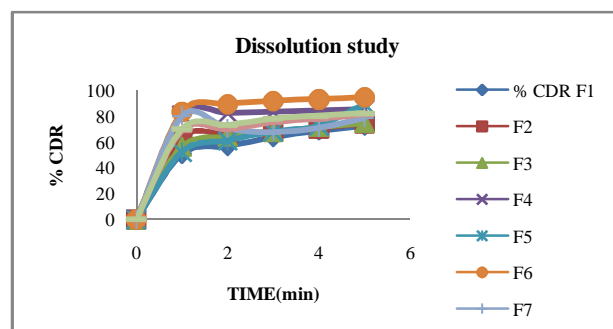 Dissolution study
% CDR
100
80
60
40
20
0
0
2
4
6
TIME(min)
% CDR F1
F2
F3
F4
F5
F6
F7